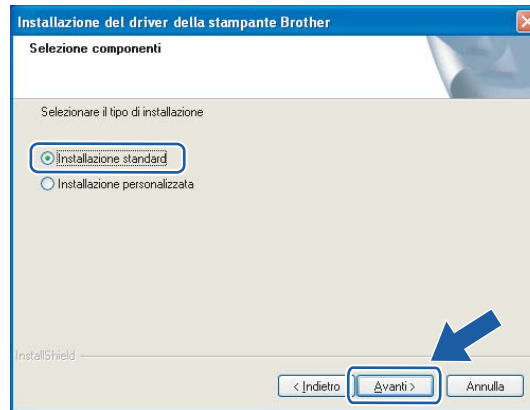 Installazione del driver della stampante Brother
Selezione componenti
Selezionare il tipo di installazione
Installazione standard
Installazione personalizzata
InstallShield
< Indietro Avanti > Annulla